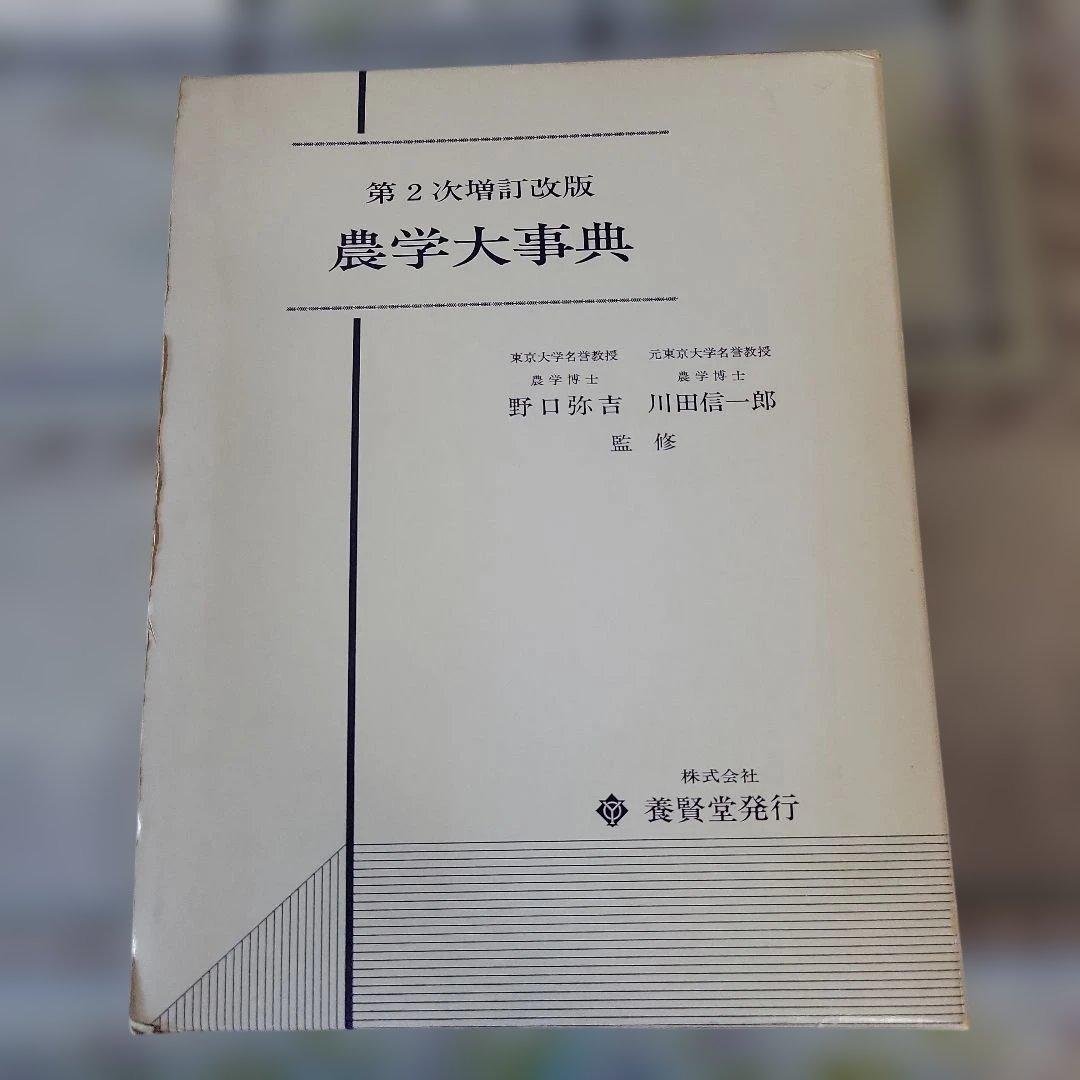 第2次増訂改版
農学大事典
東京大学名誉教授 元東京大学名誉教授
農学博士 農学博士
野口弥吉 川田信一郎
監修
株式会社
養賢堂発行